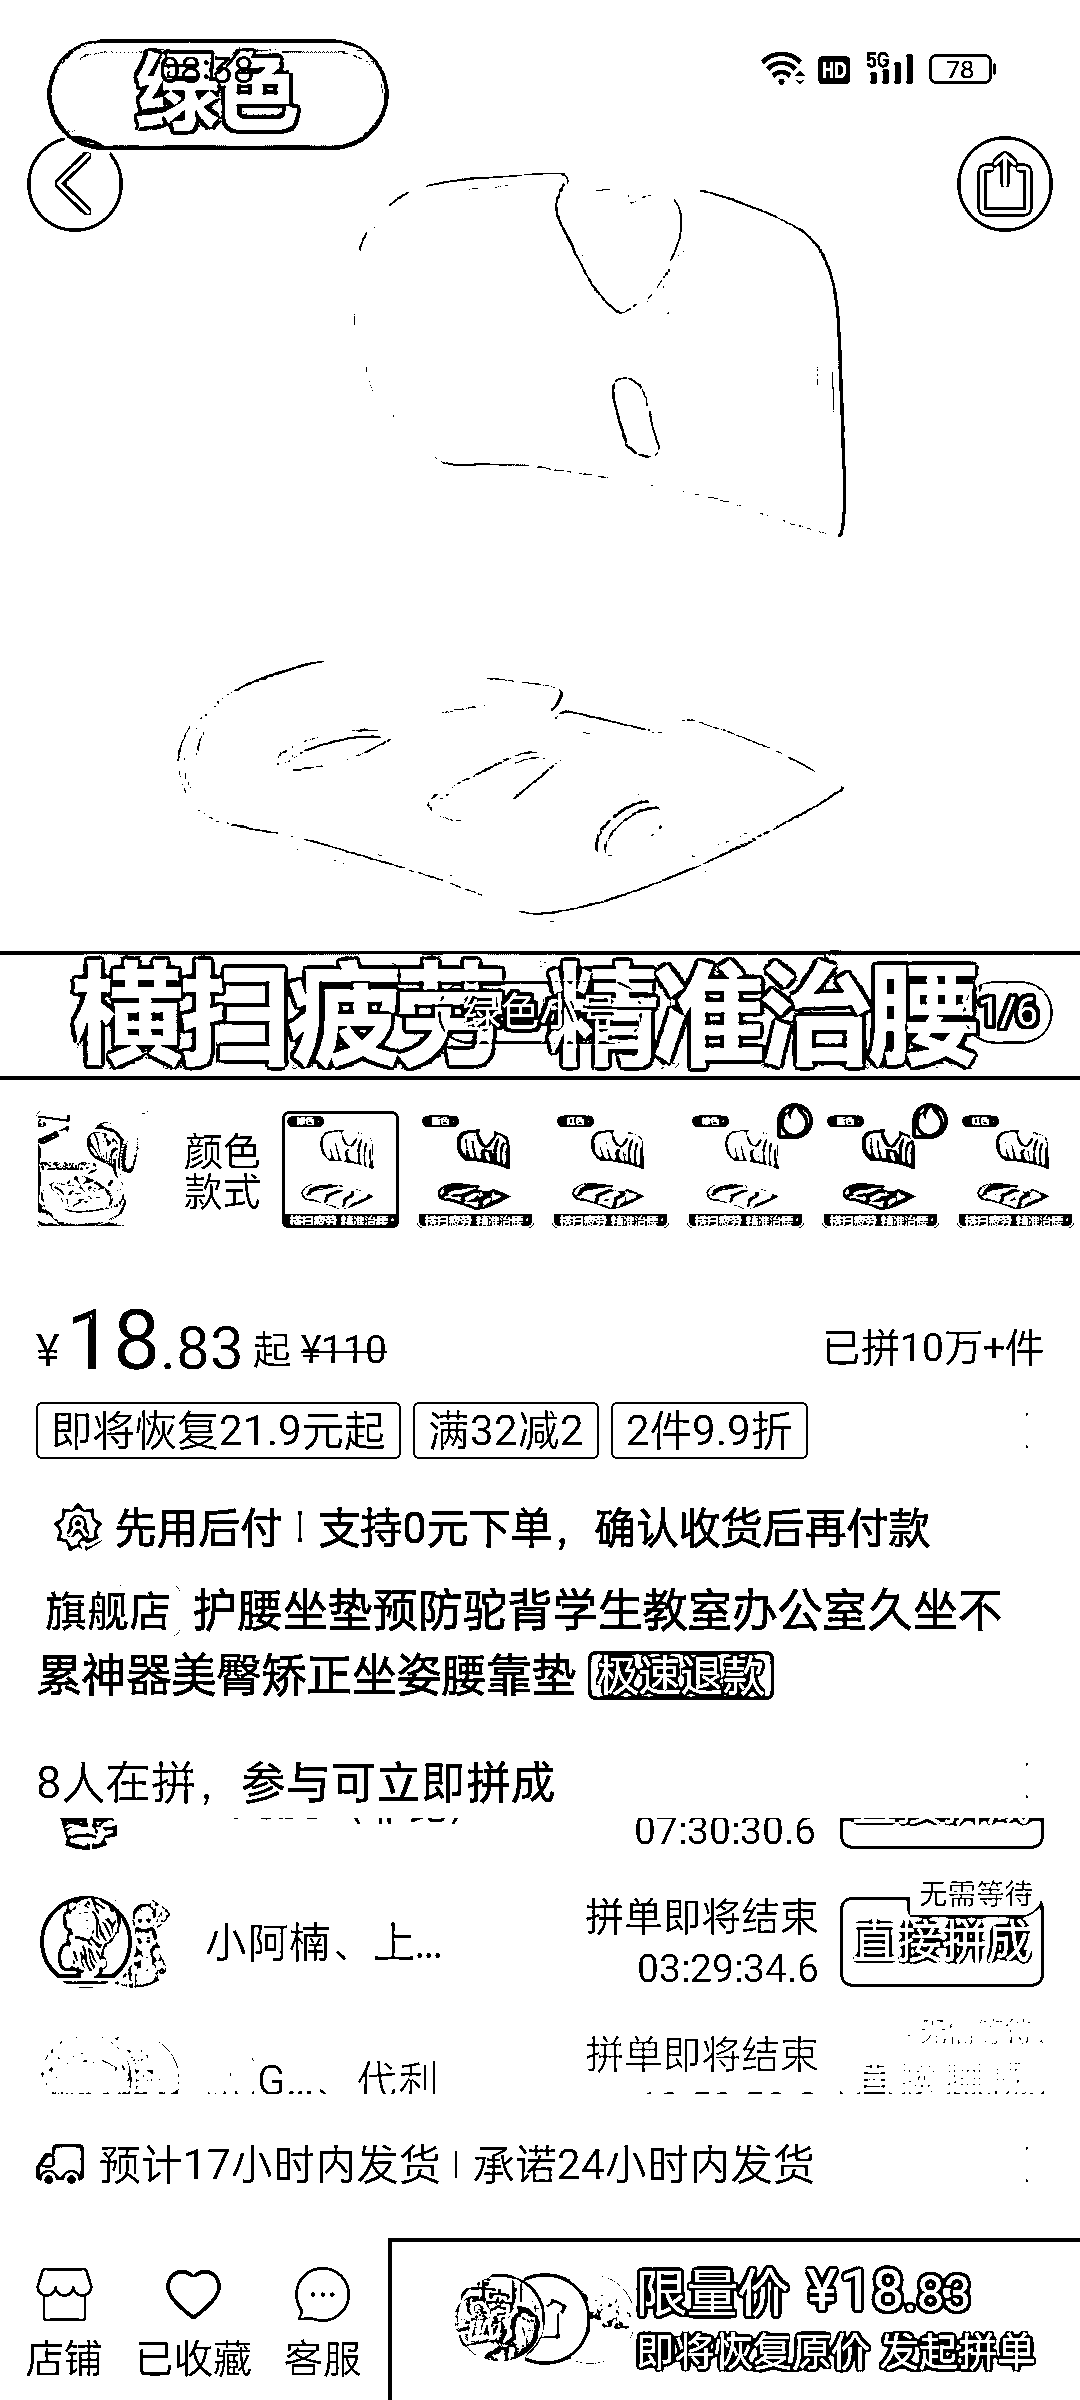 08:38
HD 5G 78
绿色
横扫疲劳 精准治腰
绿色/小号
1/6
颜色
款式
¥18.83起 ¥110
已拼10万+件
即将恢复21.9元起 满32减2 2件9.9折
先用后付 | 支持0元下单，确认收货后再付款
旗舰店 护腰坐垫预防驼背学生教室办公室久坐不
累神器美臀矫正坐姿腰靠垫 极速退款
8人在拼，参与可立即拼成
07:30:30.6
小阿楠、上...
拼单即将结束
03:29:34.6
无需等待
直接拼成
G...、代利
拼单即将结束
预计17小时内发货 | 承诺24小时内发货
店铺
已收藏
客服
限量价 ¥18.83
即将恢复原价 发起拼单